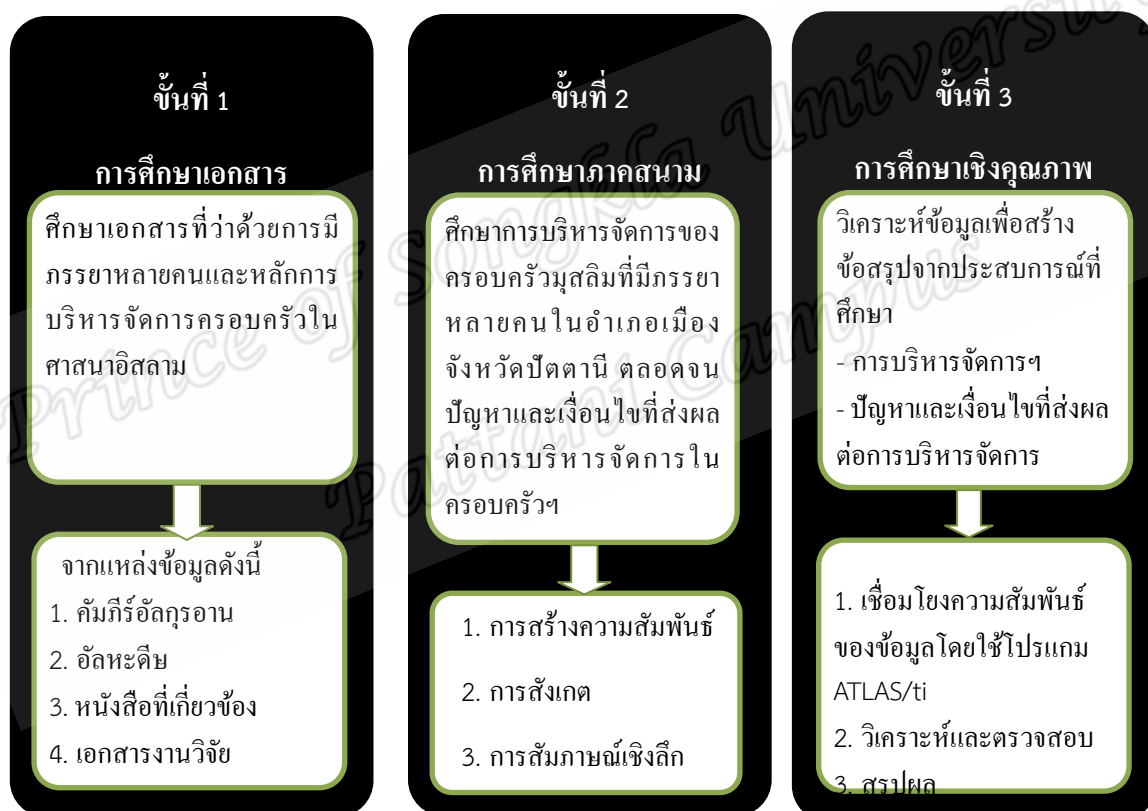 ขั้นที่ 1
การศึกษาเอกสาร
ศึกษาเอกสารที่ว่าด้วยการมี
ภรรยาหลายคนและหลักการ
บริหารจัดการครอบครัวใน
ศาสนาอิสลาม
จากแหล่งข้อมูลดังนี้
1. คัมภีร์อัลกุรอาน
2. อัลหะดีษ
3. หนังสือที่เกี่ยวข้อง
4. เอกสารงานวิจัย
ขั้นที่ 2
การศึกษาภาคสนาม
ศึกษาการบริหารจัดการของ
ครอบครัวมุสลิมที่มีภรรยา
หลายคนในอำเภอเมือง
จังหวัดปัตตานี ตลอดจน
ปัญหาและเงื่อนไขที่ส่งผล
ต่อการบริหารจัดการใน
ครอบครัวฯ
1. การสร้างความสัมพันธ์
2. การสังเกต
3. การสัมภาษณ์เชิงลึก
ขั้นที่ 3
การศึกษาเชิงคุณภาพ
วิเคราะห์ข้อมูลเพื่อสร้าง
ข้อสรุปจากประสบการณ์ที่
ศึกษา
- การบริหารจัดการฯ
- ปัญหาและเงื่อนไขที่ส่งผล
ต่อการบริหารจัดการ
1. เชื่อมโยงความสัมพันธ์
ของข้อมูลโดยใช้โปรแกม
ATLAS/ti
2. วิเคราะห์และตรวจสอบ
3. สรุปผล
Prince of Songkla University
Pattani Campus